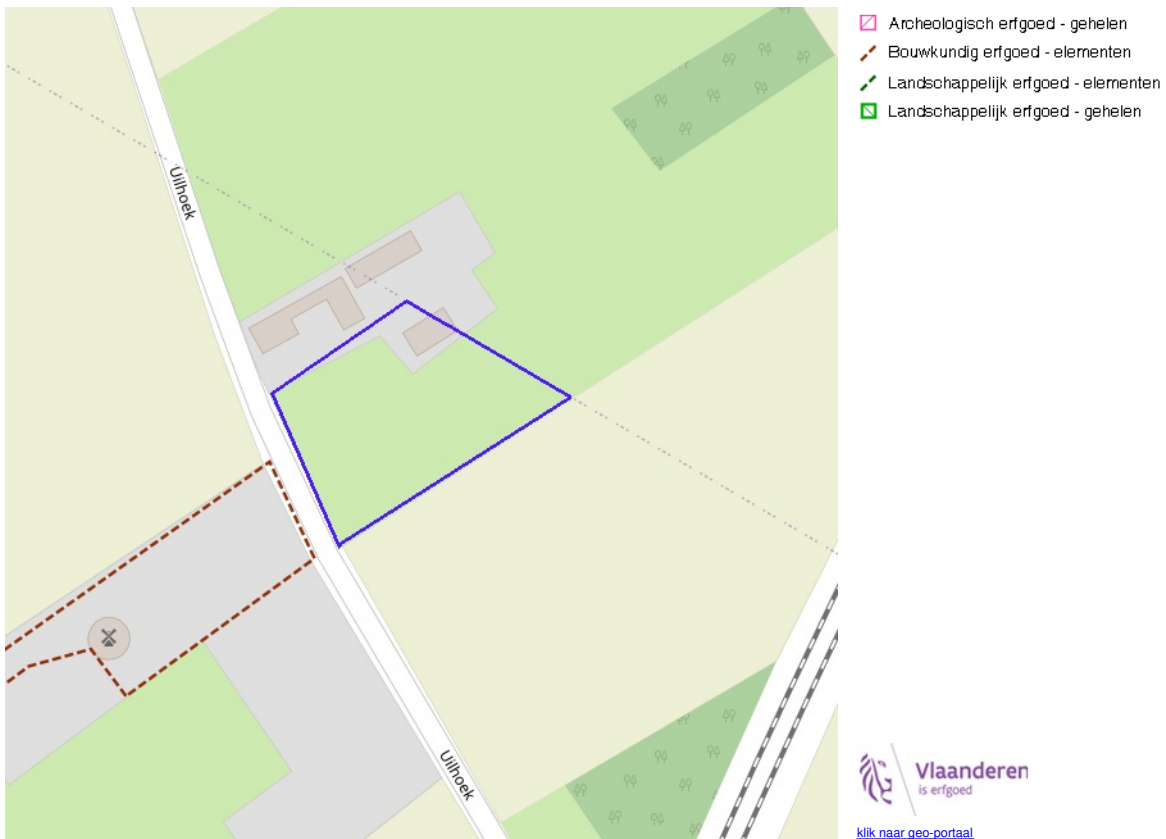 Archeologisch erfgoed - gehelen
Bouwkundig erfgoed - elementen
Landschappelijk erfgoed - elementen
Landschappelijk erfgoed - gehelen
Uilhoek
Uilhoek
Vlaanderen
is erfgoed
klik naar geo-portaal